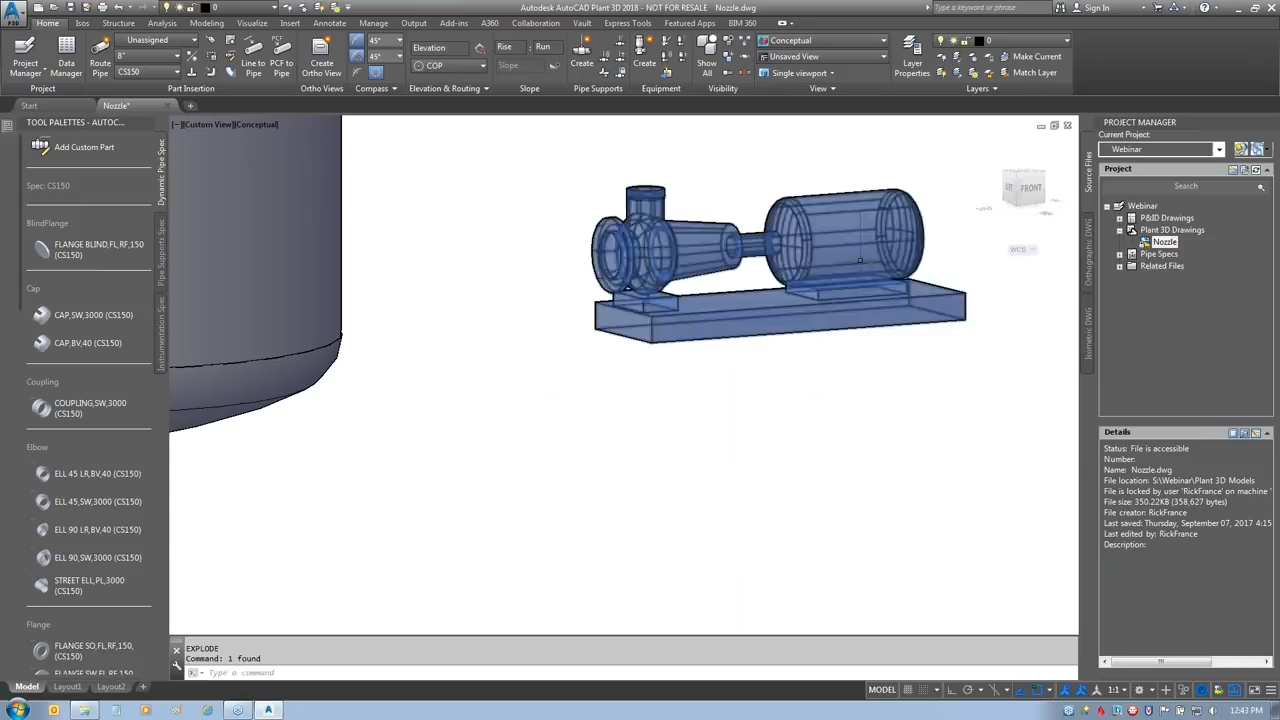 Autodesk AutoCAD Plant 3D 2018 - NOT FOR RESALE Nozzle.dwg
Type a keyword or phrase
Sign In
P3D
0
Home
Structure
Analysis
Modeling
Visualize
Insert
Annotate
Manage
Output
Add-ins
A360
Collaboration
Vault
Express Tools
Featured Apps
BIM 360
Project
Manager
Data
Manager
Project
Route
Pipe
Unassigned
8"
CS150
Line to
Pipe
PCF to
Pipe
Part Insertion
Create
Ortho View
Ortho Views
45°
45°
Compass
Elevation
COP
Elevation & Routing
Rise
Run
Slope
Slope
Create
Pipe Supports
Create
Equipment
Show
All
Visibility
Conceptual
Unsaved View
Single viewport
View
Layer
Properties
0
Make Current
Match Layer
Layers
Start
Nozzle*
TOOL PALETTES - AUTOC...
Add Custom Part
Spec: CS150
BlindFlange
FLANGE BLIND,FL,RF,150
(CS150)
Cap
CAP,SW,3000 (CS150)
CAP,BV,40 (CS150)
Coupling
COUPLING,SW,3000
(CS150)
Elbow
ELL 45 LR,BV,40 (CS150)
ELL 45,SW,3000 (CS150)
ELL 90 LR,BV,40 (CS150)
ELL 90,SW,3000 (CS150)
STREET ELL,PL,3000
(CS150)
Flange
FLANGE SO,FL,RF,150,
(CS150)
FLANGE SW,FL,RF,150
Dynamic Pipe Spec
Pipe Supports Spec
Instrumentation Spec
[−][Custom View][Conceptual]
FRONT
WCS
EXPLODE
Command: 1 found
Type a command
Source Files
Orthographic DWG
Isometric DWG
PROJECT MANAGER
Current Project:
Webinar
Project
Search
Webinar
P&ID Drawings
Plant 3D Drawings
Nozzle
Pipe Specs
Related Files
Details
Status: File is accessible
Number:
Name: Nozzle.dwg
File location: S:\Webinar\Plant 3D Models
File is locked by user 'RickFrance' on machine '
File size: 350.22KB (358,627 bytes)
File creator: RickFrance
Last saved: Thursday, September 07, 2017 4:15
Last edited by: RickFrance
Description:
Model
Layout1
Layout2
MODEL
1:1
12:43 PM